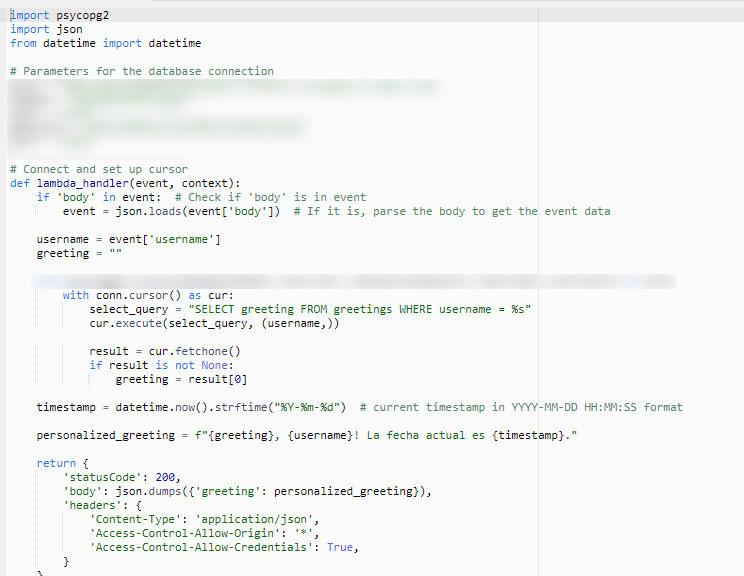 import psycopg2
import json
from datetime import datetime
# Parameters for the database connection
# Connect and set up cursor
def lambda_handler(event, context):
    if 'body' in event:  # Check if 'body' is in event
        event = json.loads(event['body'])  # If it is, parse the body to get the event data
    username = event['username']
    greeting = ""
        with conn.cursor() as cur:
            select_query = "SELECT greeting FROM greetings WHERE username = %s"
            cur.execute(select_query, (username,))
            result = cur.fetchone()
            if result is not None:
                greeting = result[0]
    timestamp = datetime.now().strftime("%Y-%m-%d")  # current timestamp in YYYY-MM-DD HH:MM:SS format
    personalized_greeting = f"{greeting}, {username}! La fecha actual es {timestamp}."
    return {
        'statusCode': 200,
        'body': json.dumps({'greeting': personalized_greeting}),
        'headers': {
            'Content-Type': 'application/json',
            'Access-Control-Allow-Origin': '*',
            'Access-Control-Allow-Credentials': True,
        }
    }